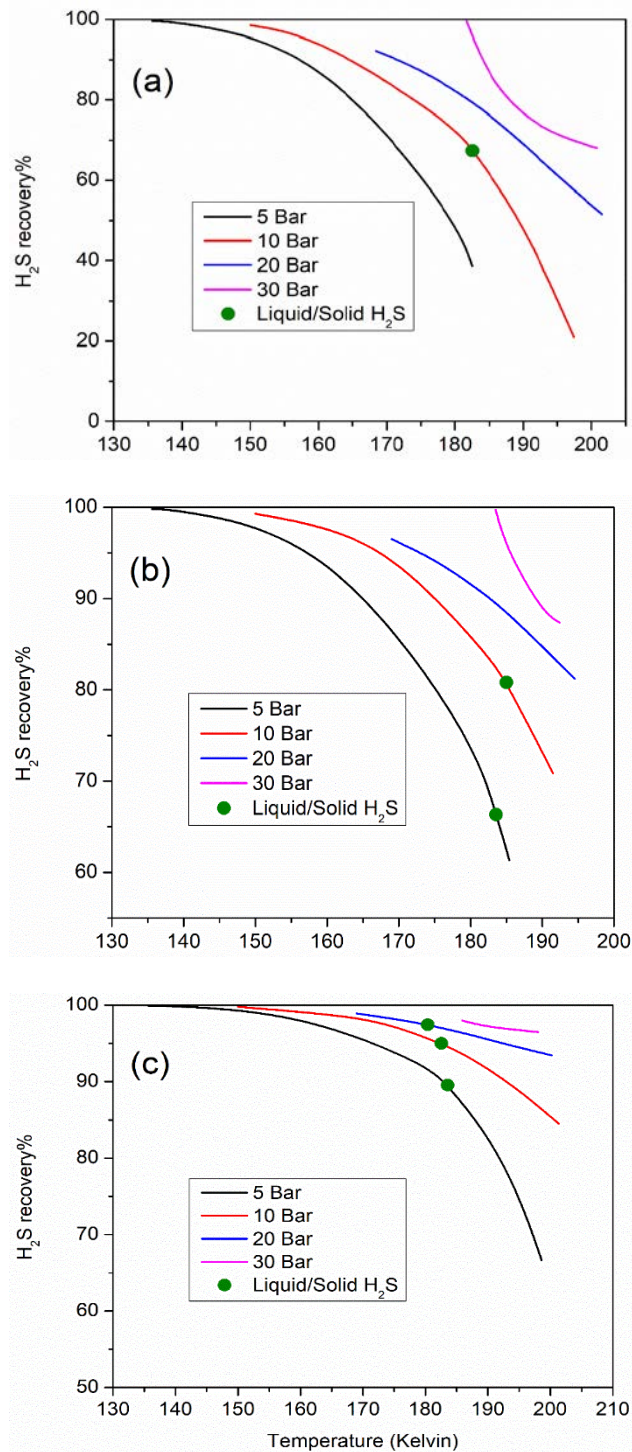 100
(a)
80
60
H₂S recovery%
5 Bar
10 Bar
20 Bar
30 Bar
Liquid/Solid H₂S
40
20
0
130 140 150 160 170 180 190 200
100
(b)
90
80
H₂S recovery%
5 Bar
10 Bar
20 Bar
30 Bar
Liquid/Solid H₂S
70
60
130 140 150 160 170 180 190 200
100
(c)
90
80
H₂S recovery%
5 Bar
10 Bar
20 Bar
30 Bar
Liquid/Solid H₂S
70
60
50
130 140 150 160 170 180 190 200 210
Temperature (Kelvin)